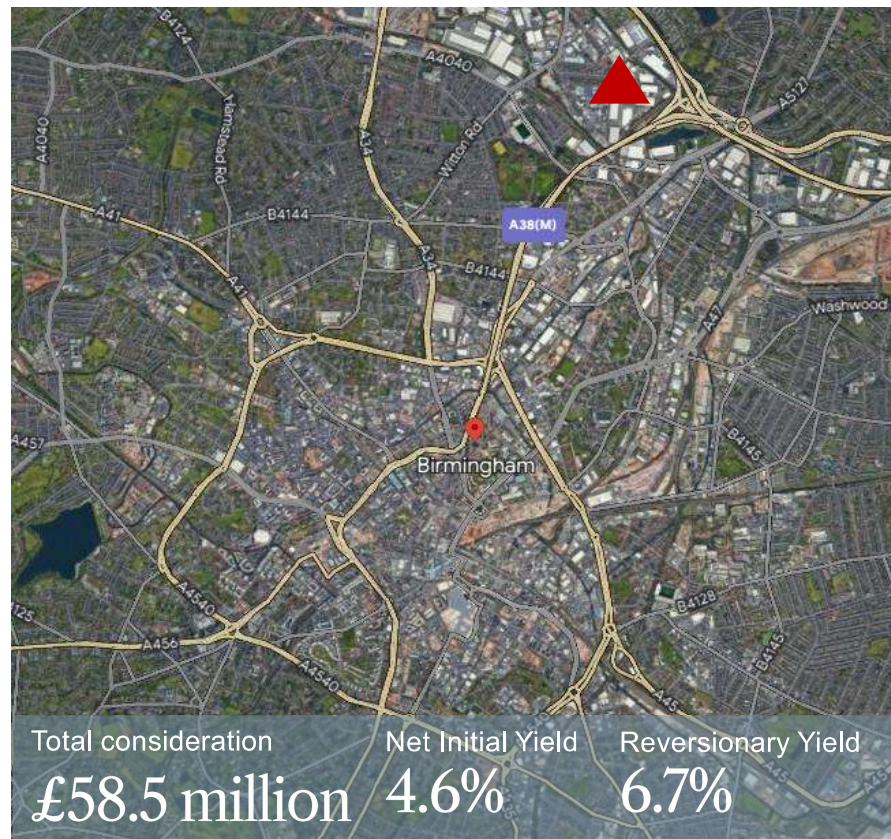 B4124
A4040
A34
A5127
A4040
Hamstead Rd
Witton Rd
A41
B4144
A38(M)
A34
B4144
A41
A47
Washwood
A457
Birmingham
B4145
A4540
B4128
A456
B4145
A4540
A45
A45
Total consideration
Net Initial Yield
Reversionary Yield
£58.5 million
4.6%
6.7%